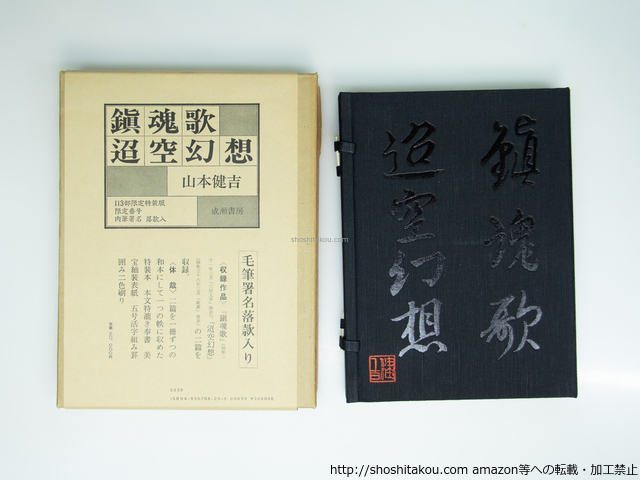 鎭魂歌
迢空幻想
山本健吉
113部限定特装版
限定番号
肉筆署名 落款入
成瀬書房
毛筆署名落款入り
〈収録作品〉「鎭魂歌」
「迢空幻想」
の二篇を
収録
〈体 裁〉二篇を一冊ずつの
和本にして一つの帙に収めた
特装本 本文特漉き奉書 美
宝紬装表紙 五号活字組み罫
囲み二色刷り
鎭魂歌
迢空幻想
shoshitakou.com
http://shoshitakou.com amazon等への転載・加工禁止